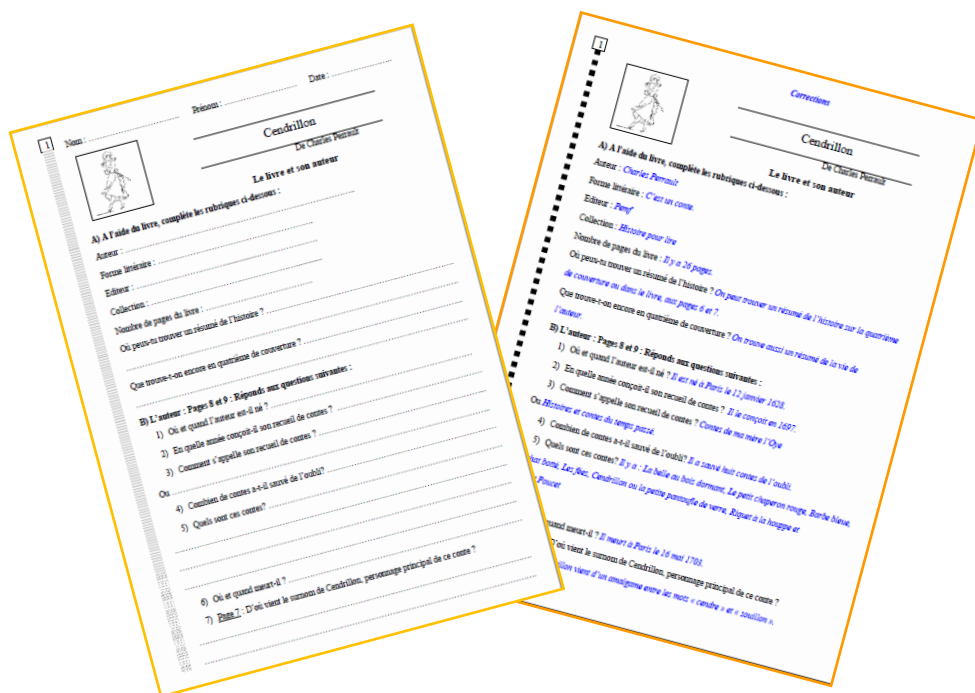 1
Nom : ........................ Prénom : ........................ Date : ........................
Cendrillon
De Charles Perrault
Le livre et son auteur
A) A l'aide du livre, complète les rubriques ci-dessous :
Auteur : ........................
Forme littéraire : ........................
Editeur : ........................
Collection : ........................
Nombre de pages du livre : ........................
Où peux-tu trouver un résumé de l'histoire ? ........................
Que trouve-t-on encore en quatrième de couverture ? ........................
B) L'auteur : Pages 8 et 9 : Réponds aux questions suivantes :
1) Où et quand l'auteur est-il né ? ........................
2) En quelle année conçoit-il son recueil de contes ? ........................
3) Comment s'appelle son recueil de contes ? ........................
Ou ........................
4) Combien de contes a-t-il sauvé de l'oubli? ........................
5) Quels sont ces contes? ........................
6) Où et quand meurt-il ? ........................
7) Page 7 : D'où vient le surnom de Cendrillon, personnage principal de ce conte ?
1
Corrections
Cendrillon
De Charles Perrault
Le livre et son auteur
A) A l'aide du livre, complète les rubriques ci-dessous :
Auteur : Charles Perrault
Forme littéraire : C'est un conte.
Editeur : Pemf
Collection : Histoire pour lire
Nombre de pages du livre : Il y a 26 pages.
Où peux-tu trouver un résumé de l'histoire ? On peut trouver un résumé de l'histoire sur la quatrième
de couverture ou dans le livre, aux pages 6 et 7.
Que trouve-t-on encore en quatrième de couverture ? On trouve aussi un résumé de la vie de
l'auteur.
B) L'auteur : Pages 8 et 9 : Réponds aux questions suivantes :
1) Où et quand l'auteur est-il né ? Il est né à Paris le 12 janvier 1628.
2) En quelle année conçoit-il son recueil de contes ? Il le conçoit en 1697.
3) Comment s'appelle son recueil de contes ? Contes de ma mère l'Oye
Ou Histoires et contes du temps passé.
4) Combien de contes a-t-il sauvé de l'oubli? Il a sauvé huit contes de l'oubli.
5) Quels sont ces contes? Il y a : La belle au bois dormant, Le petit chaperon rouge, Barbe bleue,
botté, Les fées, Cendrillon ou la petite pantoufle de verre, Riquet à la houppe et
Poucet
quand meurt-il ? Il meurt à Paris le 16 mai 1703.
D'où vient le surnom de Cendrillon, personnage principal de ce conte ?
vient d'un amalgame entre les mots « cendre » et « souillon ».